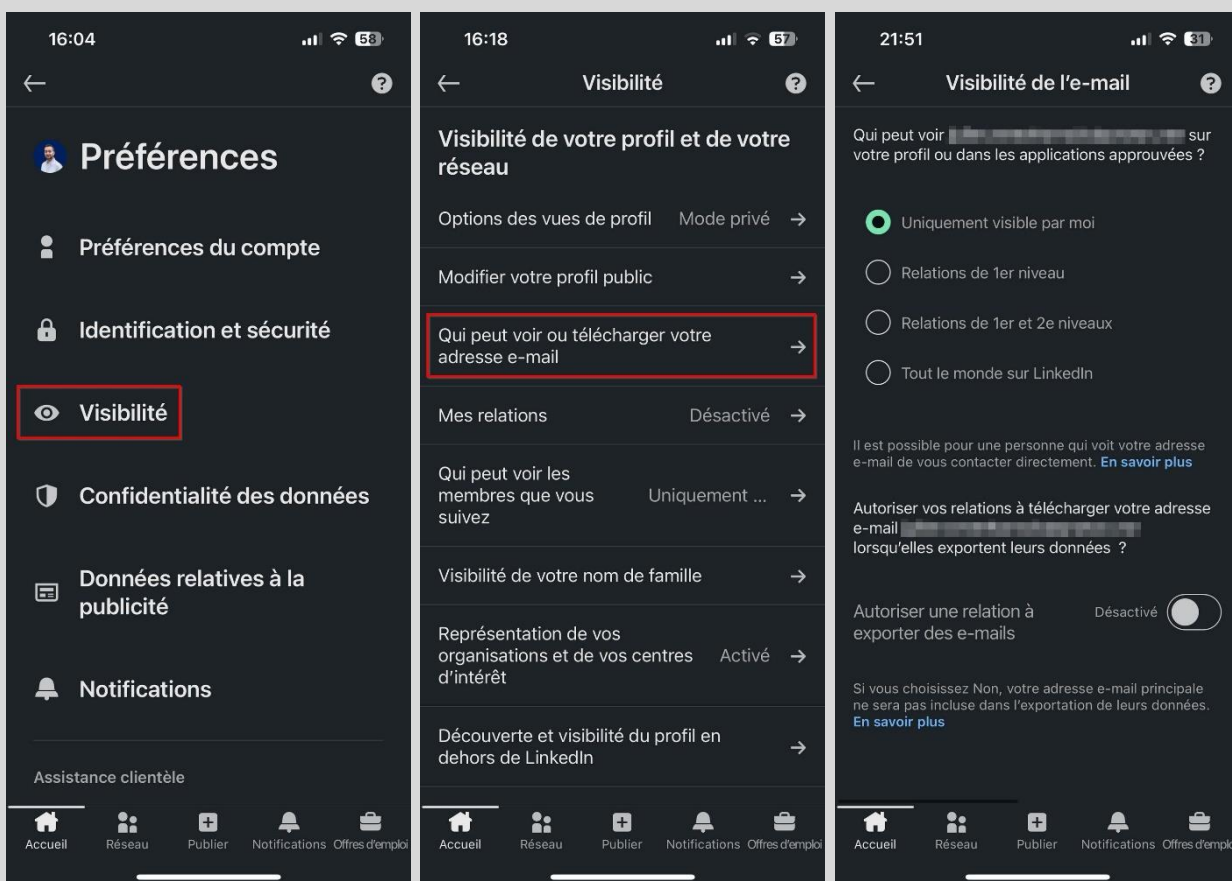 16:04
58
Préférences
Préférences du compte
Identification et sécurité
Visibilité
Confidentialité des données
Données relatives à la
publicité
Notifications
Assistance clientèle
Accueil
Réseau
Publier
Notifications
Offres d'emploi
16:18
57
Visibilité
Visibilité de votre profil et de votre
réseau
Options des vues de profil Mode privé
Modifier votre profil public
Qui peut voir ou télécharger votre
adresse e-mail
Mes relations Désactivé
Qui peut voir les
membres que vous Uniquement ...
suivez
Visibilité de votre nom de famille
Représentation de vos
organisations et de vos centres Activé
d'intérêt
Découverte et visibilité du profil en
dehors de LinkedIn
Accueil
Réseau
Publier
Notifications
Offres d'emploi
21:51
31
Visibilité de l'e-mail
Qui peut voir sur
votre profil ou dans les applications approuvées ?
Uniquement visible par moi
Relations de 1er niveau
Relations de 1er et 2e niveaux
Tout le monde sur LinkedIn
Il est possible pour une personne qui voit votre adresse
e-mail de vous contacter directement. En savoir plus
Autoriser vos relations à télécharger votre adresse
e-mail
lorsqu'elles exportent leurs données ?
Autoriser une relation à Désactivé
exporter des e-mails
Si vous choisissez Non, votre adresse e-mail principale
ne sera pas incluse dans l'exportation de leurs données.
En savoir plus
Accueil
Réseau
Publier
Notifications
Offres d'emplo